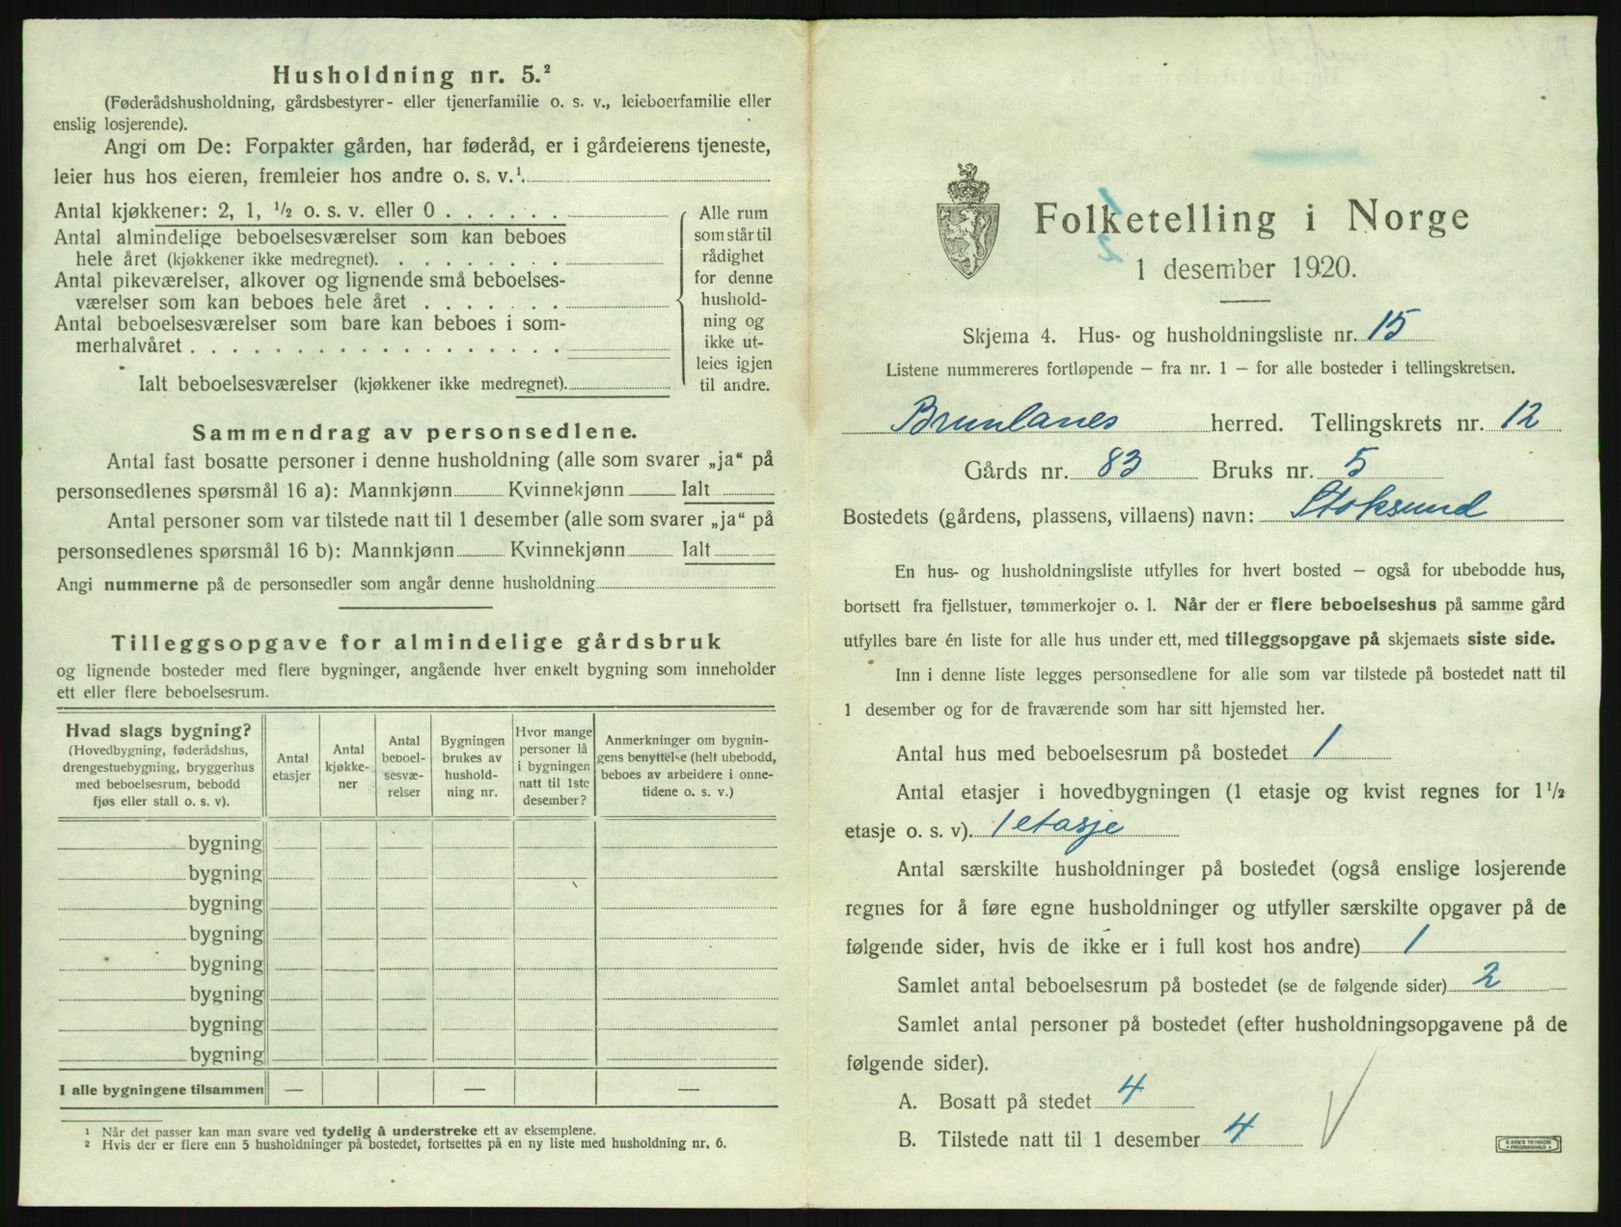 Husholdning nr. 5.²
(Føderådshusholdning, gårdsbestyrer- eller tjenerfamilie o. s. v., leieboerfamilie eller
enslig losjerende).
Angi om De: Forpakter gården, har føderåd, er i gårdeierens tjeneste,
leier hus hos eieren, fremleier hos andre o. s. v.¹.
Antal kjøkkener: 2, 1, ½ o. s. v. eller 0 . . . . . .
Antal almindelige beboelsesværelser som kan beboes
hele året (kjøkkener ikke medregnet). . . . . . . . .
Antal pikeværelser, alkover og lignende små beboelses-
værelser som kan beboes hele året . . . . . . .
Antal beboelsesværelser som bare kan beboes i som-
merhalvåret . . . . . . . . . . . . . . . . . .
Ialt beboelsesværelser (kjøkkener ikke medregnet).
Alle rum
som står til
rådighet
for denne
hushold-
ning og
ikke ut-
leies igjen
til andre.
Sammendrag av personsedlene.
Antal fast bosatte personer i denne husholdning (alle som svarer „ja“ på
personsedlenes spørsmål 16 a): Mannkjønn Kvinnekjønn Ialt
Antal personer som var tilstede natt til 1 desember (alle som svarer „ja“ på
personsedlenes spørsmål 16 b): Mannkjønn Kvinnekjønn Ialt
Angi nummerne på de personsedler som angår denne husholdning
Tilleggsopgave for almindelige gårdsbruk
og lignende bosteder med flere bygninger, angående hver enkelt bygning som inneholder
ett eller flere beboelsesrum.
Hvad slags bygning?
(Hovedbygning, føderådshus,
drengestuebygning, bryggerhus
med beboelsesrum, bebodd
fjøs eller stall o. s. v).
Antal
etasjer
Antal
kjøkke-
ner
Antal
beboel-
sesvæ-
relser
Bygningen
brukes av
hushold-
ning nr.
Hvor mange
personer lå
i bygningen
natt til 1ste
desember?
Anmerkninger om bygnin-
gens benyttelse (helt ubebodd,
beboes av arbeidere i onne-
tidene o. s. v.)
bygning
bygning
bygning
bygning
bygning
bygning
bygning
bygning
I alle bygningene tilsammen — — —
¹ Når det passer kan man svare ved tydelig å understreke ett av eksemplene.
² Hvis der er flere enn 5 husholdninger på bostedet, fortsettes på en ny liste med husholdning nr. 6.
Folketelling i Norge
1 desember 1920.
Skjema 4. Hus- og husholdningsliste nr. 15
Listene nummereres fortløpende — fra nr. 1 — for alle bosteder i tellingskretsen.
Brunlanes herred. Tellingskrets nr. 12
Gårds nr. 83 Bruks nr. 5
Bostedets (gårdens, plassens, villaens) navn: Stoksund
En hus- og husholdningsliste utfylles for hvert bosted — også for ubebodde hus,
bortsett fra fjellstuer, tømmerkojer o. l. Når der er flere beboelseshus på samme gård
utfylles bare én liste for alle hus under ett, med tilleggsopgave på skjemaets siste side.
Inn i denne liste legges personsedlene for alle som var tilstede på bostedet natt til
1 desember og for de fraværende som har sitt hjemsted her.
Antal hus med beboelsesrum på bostedet 1
Antal etasjer i hovedbygningen (1 etasje og kvist regnes for 1½
etasje o. s. v). 1 etasje
Antal særskilte husholdninger på bostedet (også enslige losjerende
regnes for å føre egne husholdninger og utfyller særskilte opgaver på de
følgende sider, hvis de ikke er i full kost hos andre) 1
Samlet antal beboelsesrum på bostedet (se de følgende sider) 2
Samlet antal personer på bostedet (efter husholdningsopgavene på de
følgende sider).
A. Bosatt på stedet 4
B. Tilstede natt til 1 desember 4